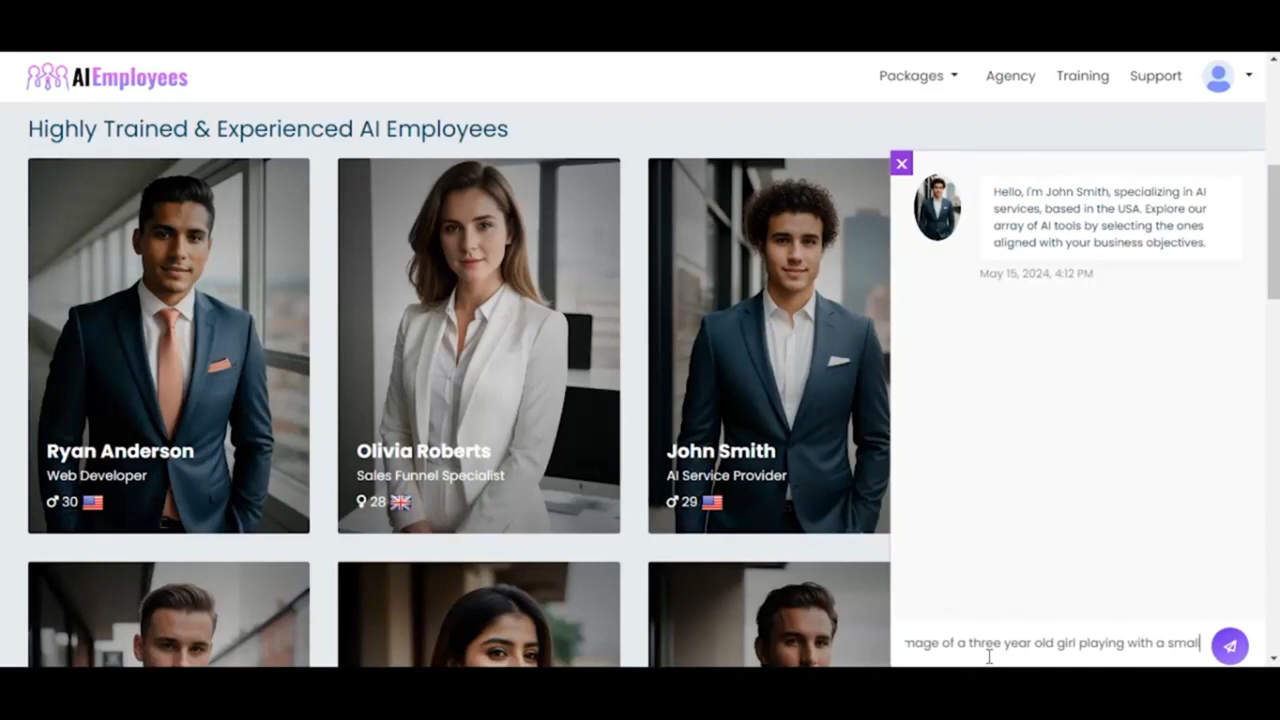 AIEmployees
Packages Agency Training Support
Highly Trained & Experienced AI Employees
Ryan Anderson
Web Developer
30
Olivia Roberts
Sales Funnel Specialist
28
John Smith
AI Service Provider
29
Hello, I'm John Smith, specializing in AI
services, based in the USA. Explore our
array of AI tools by selecting the ones
aligned with your business objectives.
May 15, 2024, 4:12 PM
mage of a three year old girl playing with a small